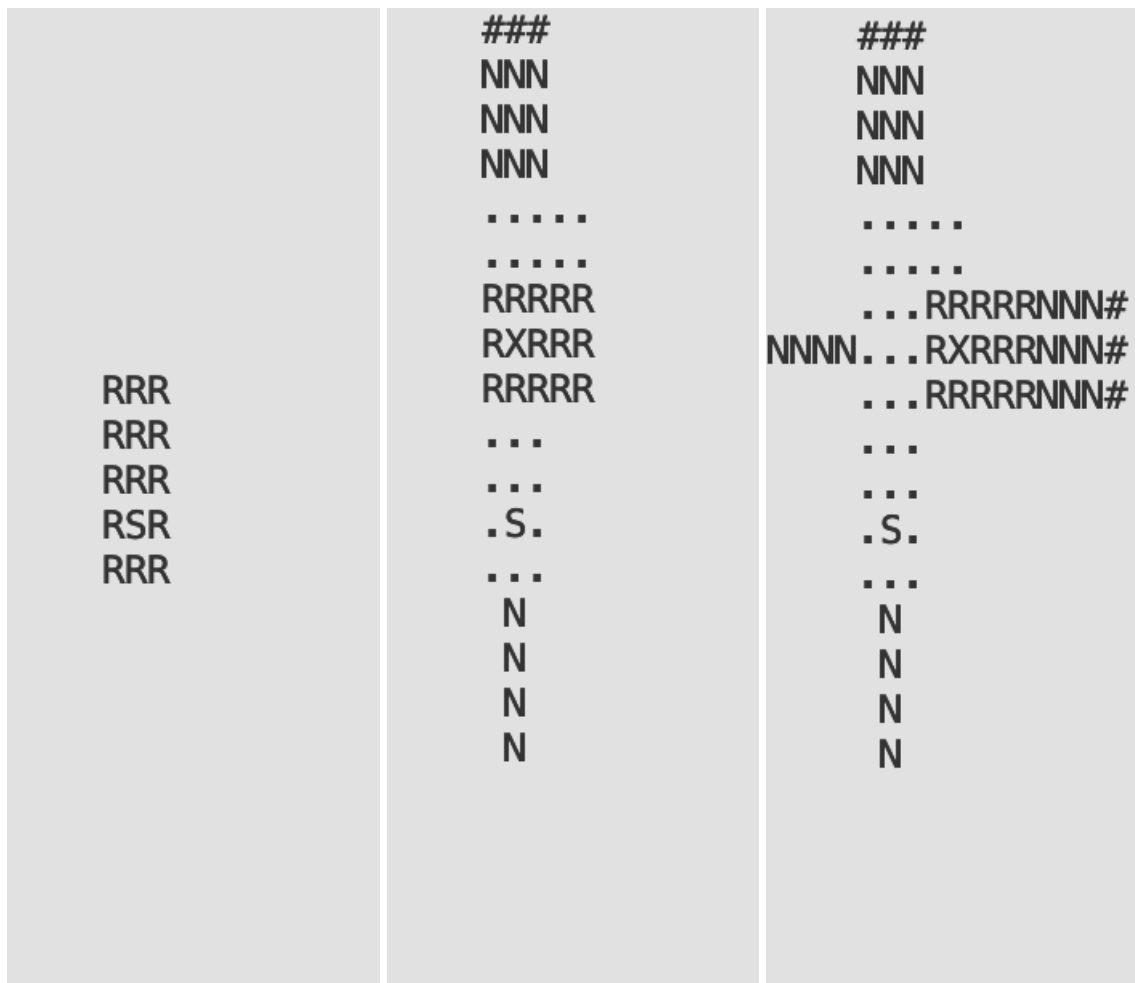 RRR
RRR
RRR
RSR
RRR
###
NNN
NNN
NNN
.....
.....
RRRRR
RXRRR
RRRRR
...
...
.S.
...
N
N
N
N
###
NNN
NNN
NNN
.....
.....
...RRRRRNNN#
NNNN...RXRRRNNN#
...RRRRRNNN#
...
...
.S.
...
N
N
N
N